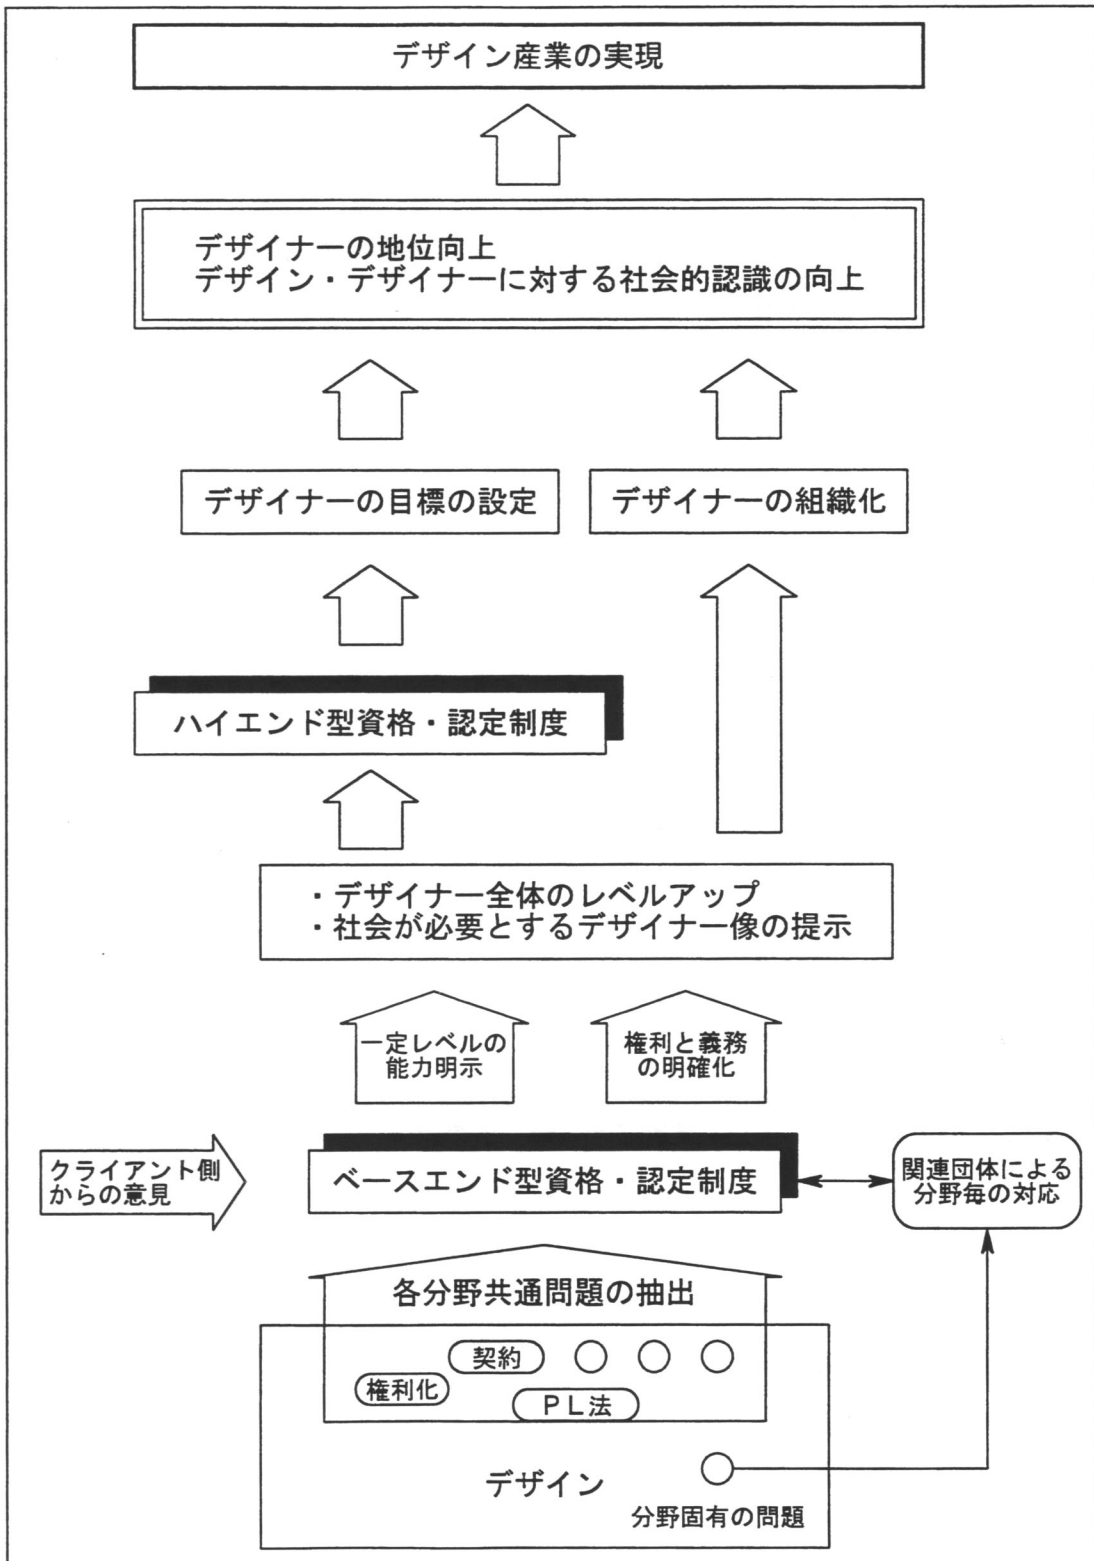 デザイン産業の実現
デザイナーの地位向上
デザイン・デザイナーに対する社会的認識の向上
デザイナーの目標の設定
デザイナーの組織化
ハイエンド型資格・認定制度
・デザイナー全体のレベルアップ
・社会が必要とするデザイナー像の提示
一定レベルの
能力明示
権利と義務
の明確化
クライアント側
からの意見
ベースエンド型資格・認定制度
関連団体による
分野毎の対応
各分野共通問題の抽出
契約
権利化
PL法
デザイン
分野固有の問題